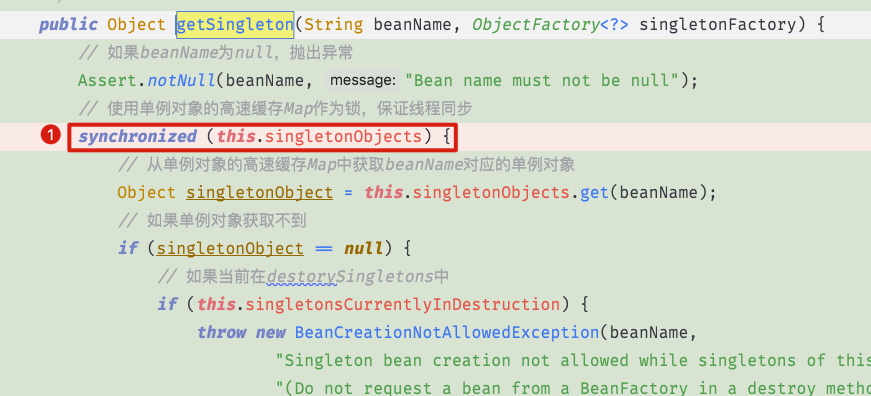 public Object getSingleton(String beanName, ObjectFactory<?> singletonFactory) {
// 如果beanName为null，抛出异常
Assert.notNull(beanName, message: "Bean name must not be null");
// 使用单例对象的高速缓存Map作为锁，保证线程同步
1 synchronized (this.singletonObjects) {
// 从单例对象的高速缓存Map中获取beanName对应的单例对象
Object singletonObject = this.singletonObjects.get(beanName);
// 如果单例对象获取不到
if (singletonObject == null) {
// 如果当前在destorySingletons中
if (this.singletonsCurrentlyInDestruction) {
throw new BeanCreationNotAllowedException(beanName,
"Singleton bean creation not allowed while singletons of this
"(Do not request a bean from a BeanFactory in a destroy metho